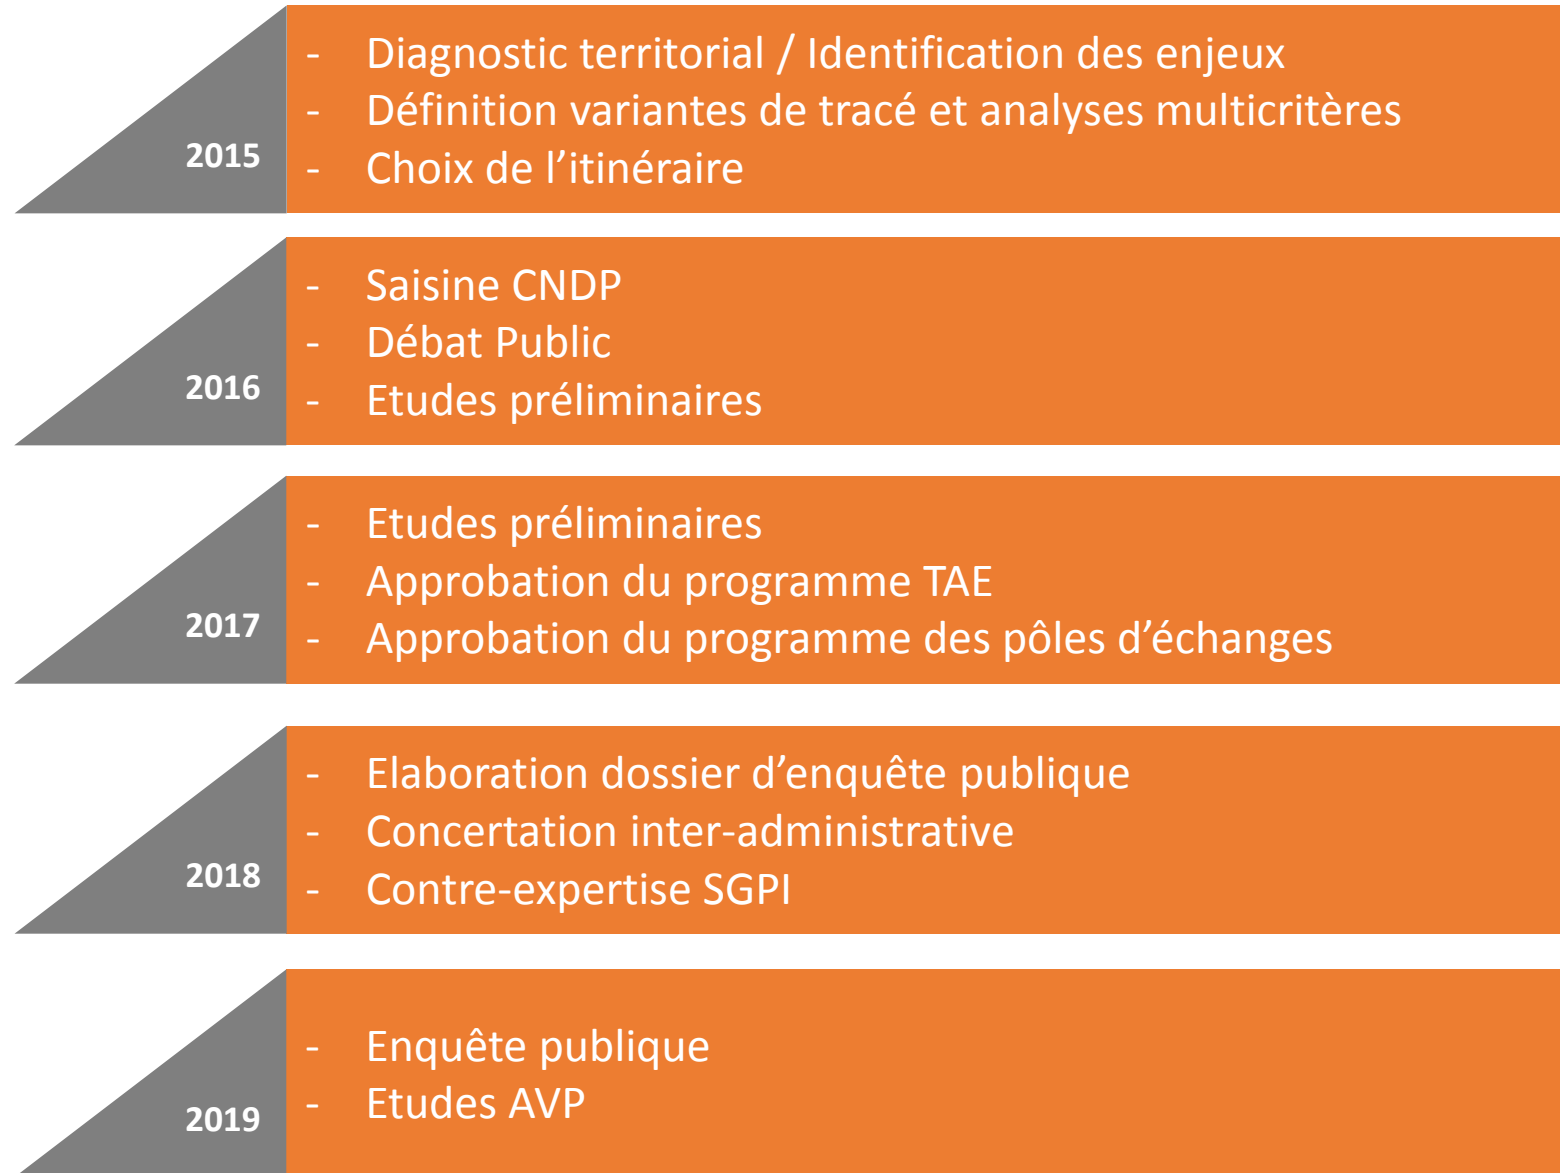 2015
- Diagnostic territorial / Identification des enjeux
- Définition variantes de tracé et analyses multicritères
- Choix de l’itinéraire
2016
- Saisine CNDP
- Débat Public
- Etudes préliminaires
2017
- Etudes préliminaires
- Approbation du programme TAE
- Approbation du programme des pôles d’échanges
2018
- Elaboration dossier d’enquête publique
- Concertation inter-administrative
- Contre-expertise SGPI
2019
- Enquête publique
- Etudes AVP